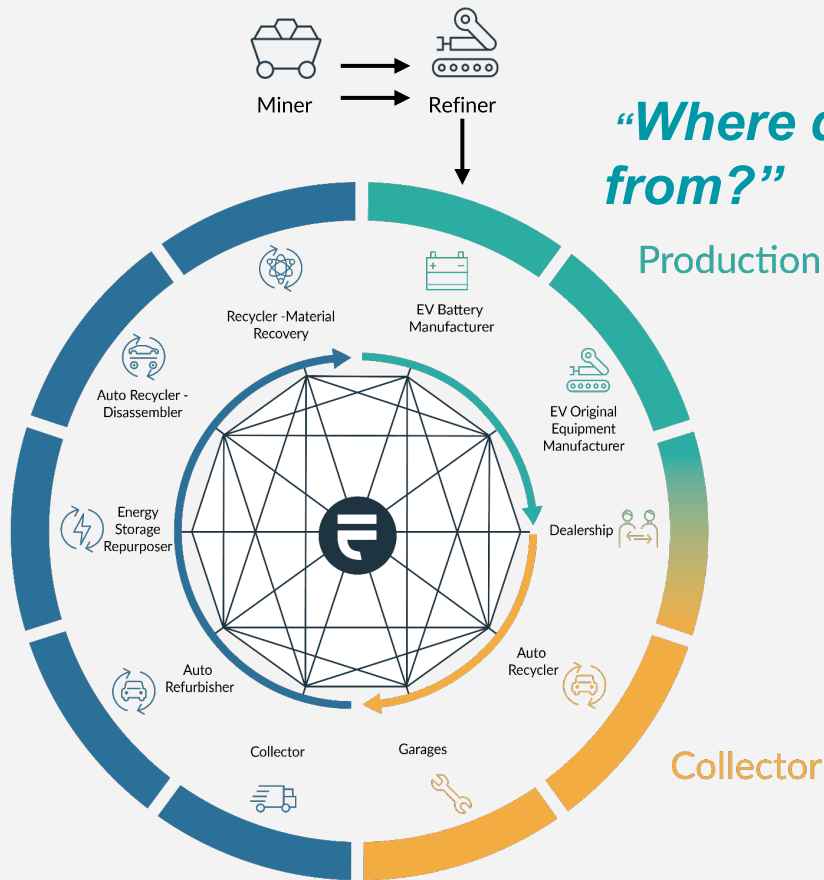 Miner
Refiner
“Where
from?”
Production
Recycler -Material
Recovery
EV Battery
Manufacturer
Auto Recycler -
Disassembler
EV Original
Equipment
Manufacturer
Energy
Storage
Repurposer
Dealership
Auto
Refurbisher
Auto
Recycler
Collector
Garages
Collector